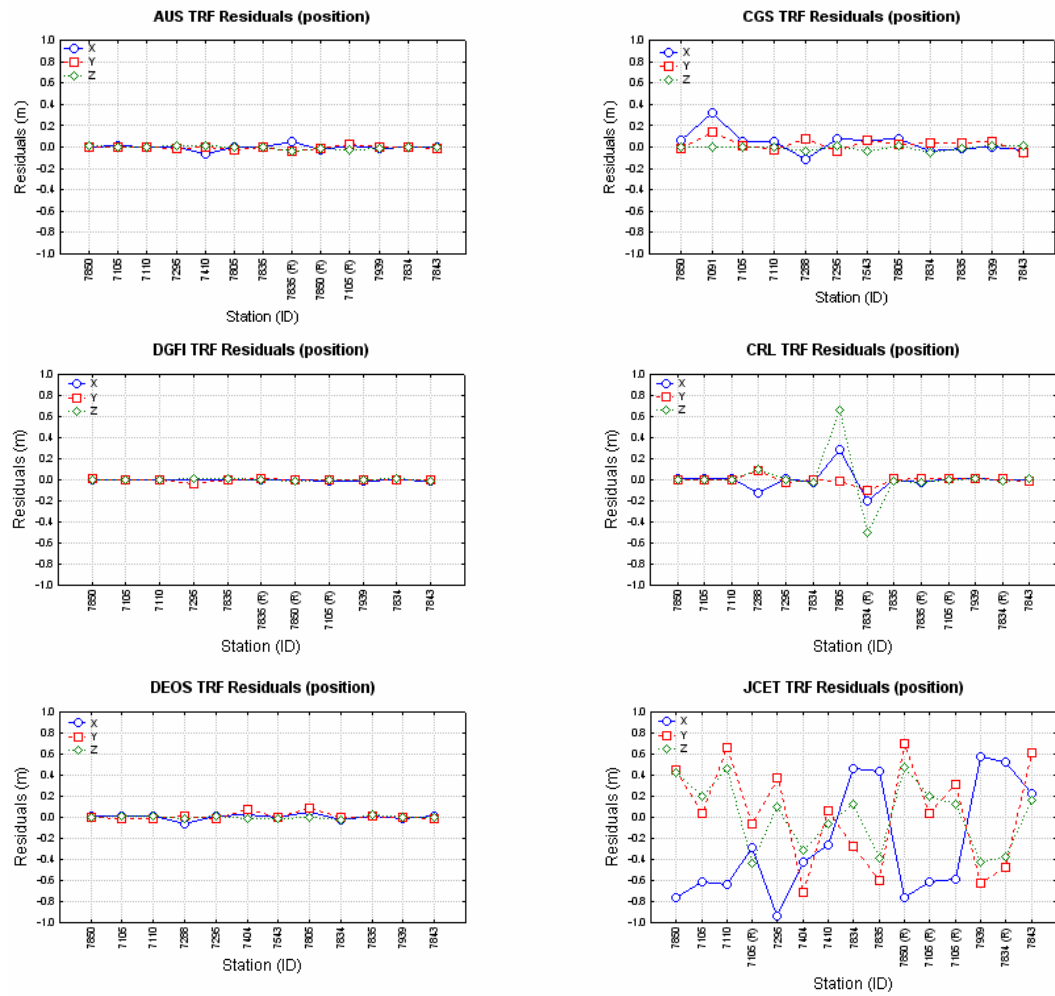 AUS TRF Residuals (position)
1.0
0.8
0.6
0.4
0.2
0.0
−0.2
−0.4
−0.6
−0.8
−1.0
Residuals (m)
X
Y
Z
7850
7105
7110
7295
7410
7805
7835
7835 (R)
7850 (R)
7105 (R)
7939
7834
7843
Station (ID)
CGS TRF Residuals (position)
1.0
0.8
0.6
0.4
0.2
0.0
−0.2
−0.4
−0.6
−0.8
−1.0
Residuals (m)
X
Y
Z
7850
7091
7105
7110
7288
7295
7543
7805
7834
7835
7939
7843
Station (ID)
DGFI TRF Residuals (position)
1.0
0.8
0.6
0.4
0.2
0.0
−0.2
−0.4
−0.6
−0.8
−1.0
Residuals (m)
X
Y
Z
7850
7105
7110
7295
7835
7835 (R)
7850 (R)
7105 (R)
7939
7834
7843
Station (ID)
CRL TRF Residuals (position)
1.0
0.8
0.6
0.4
0.2
0.0
−0.2
−0.4
−0.6
−0.8
−1.0
Residuals (m)
X
Y
Z
7850
7105
7110
7288
7295
7834
7805
7834 (R)
7835
7835 (R)
7105 (R)
7939
7834 (R)
7843
Station (ID)
DEOS TRF Residuals (position)
1.0
0.8
0.6
0.4
0.2
0.0
−0.2
−0.4
−0.6
−0.8
−1.0
Residuals (m)
X
Y
Z
7850
7105
7110
7288
7295
7404
7543
7805
7834
7835
7939
7843
Station (ID)
JCET TRF Residuals (position)
1.0
0.8
0.6
0.4
0.2
0.0
−0.2
−0.4
−0.6
−0.8
−1.0
Residuals (m)
X
Y
Z
7850
7105
7110
7105 (R)
7295
7404
7410
7834
7835
7850 (R)
7105 (R)
7105 (R)
7939
7834 (R)
7843
Station (ID)